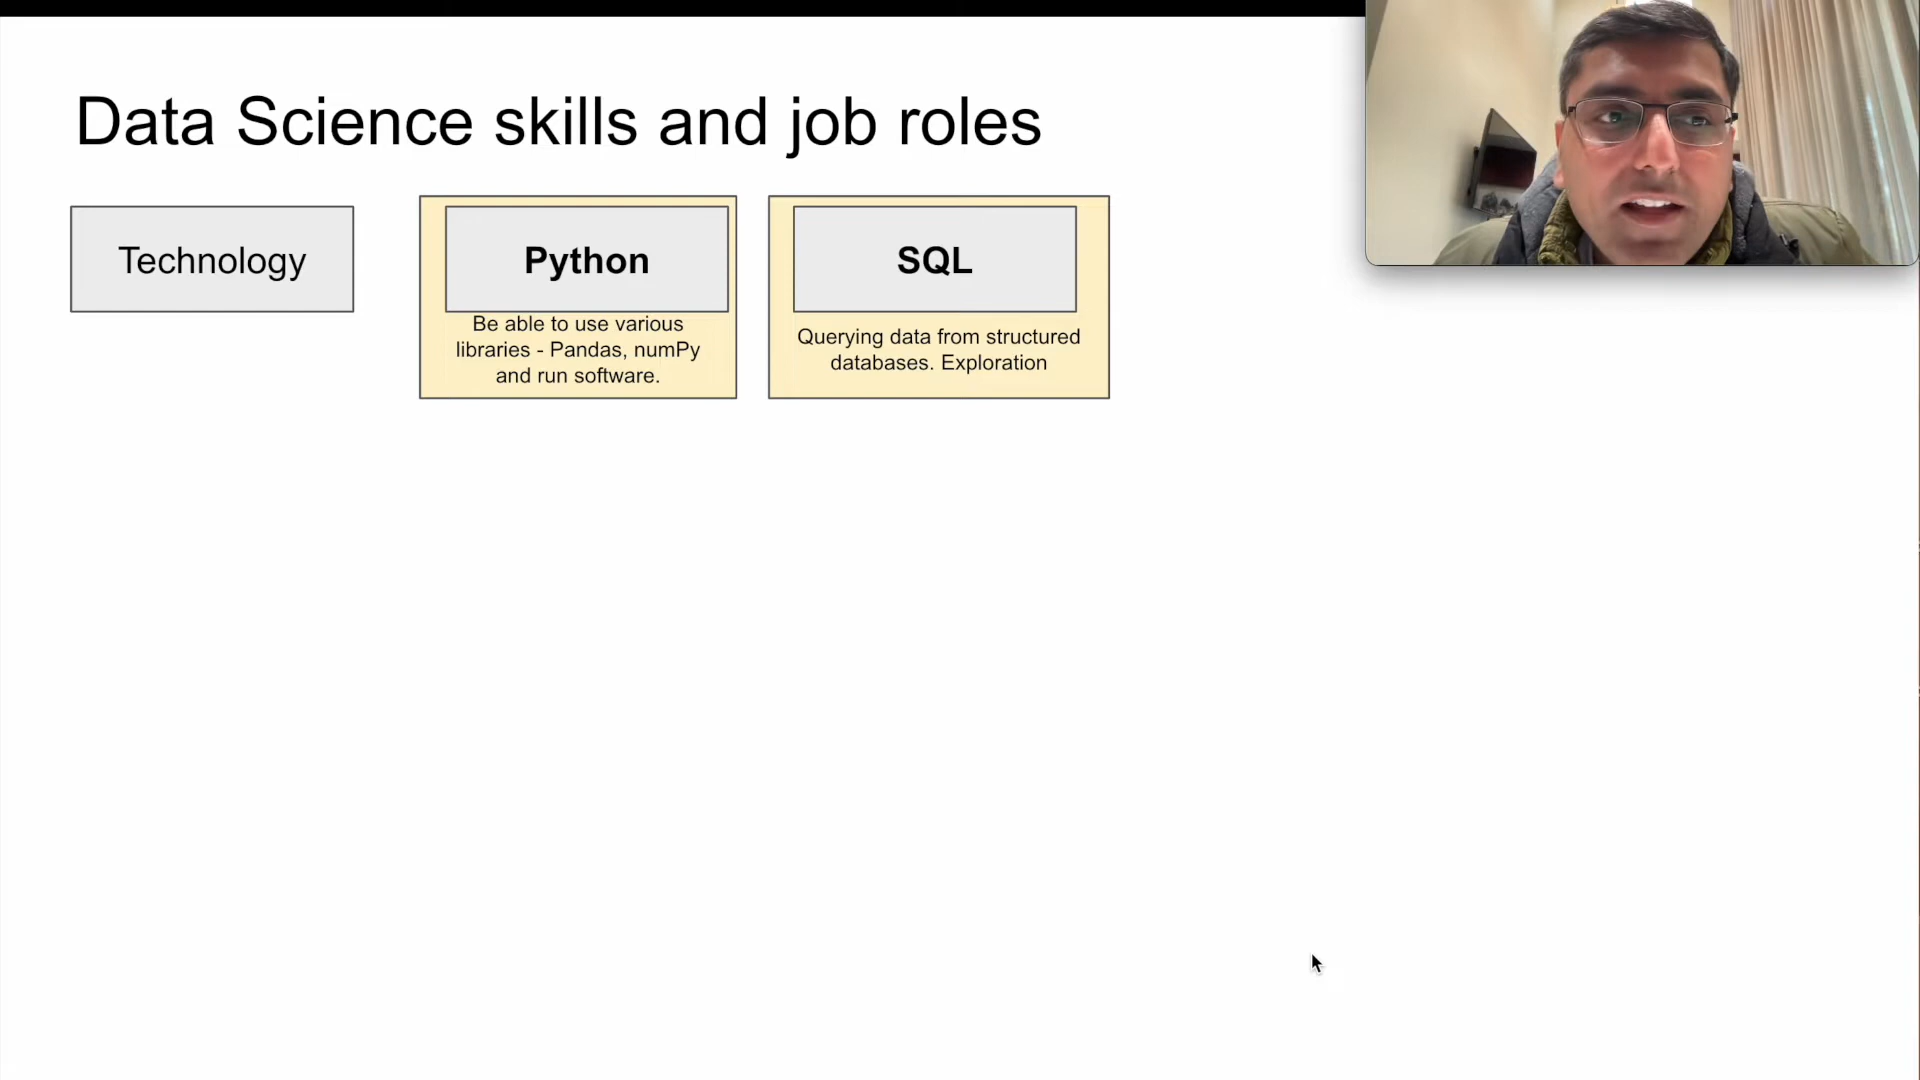 Data Science skills and job roles
Technology
Python
Be able to use various
libraries - Pandas, numPy
and run software.
SQL
Querying data from structured
databases. Exploration